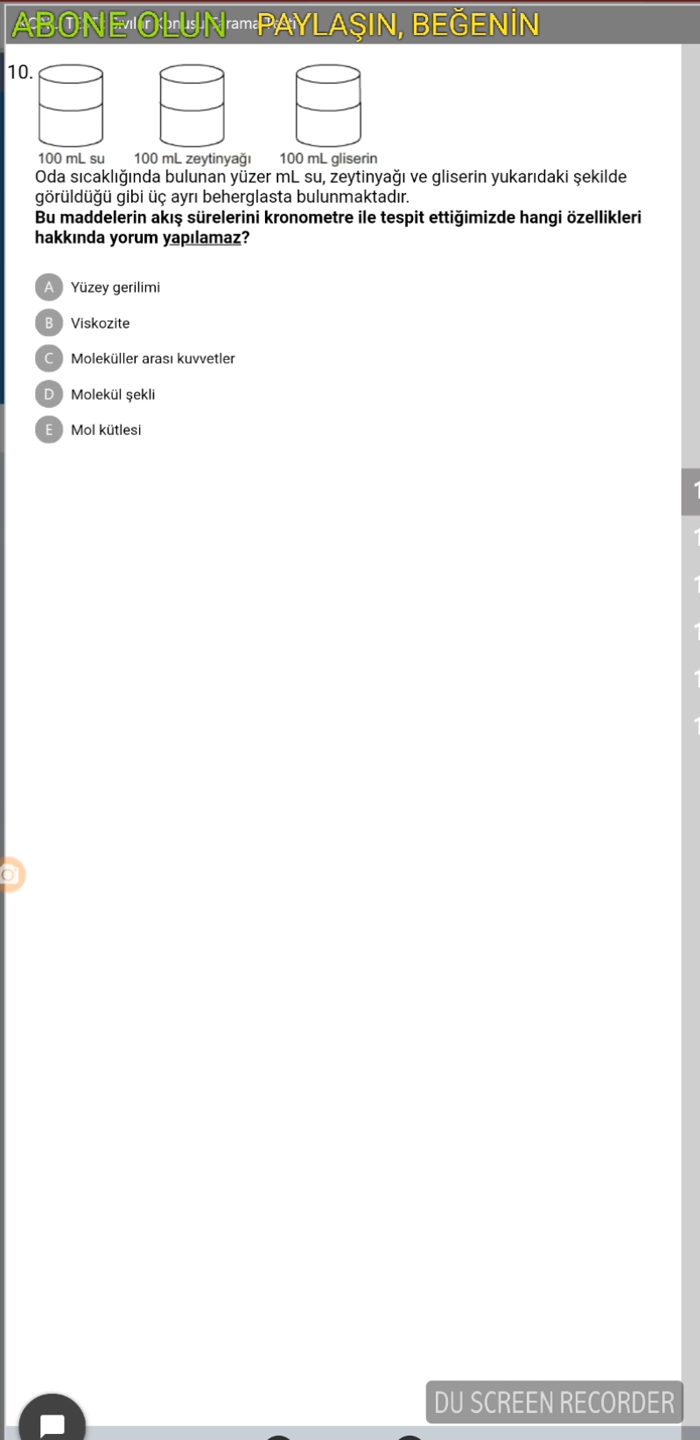 ABONE OLUN PAYLAŞIN, BEĞENİN
10.
100 mL su 100 mL zeytinyağı 100 mL gliserin
Oda sıcaklığında bulunan yüzer mL su, zeytinyağı ve gliserin yukarıdaki şekilde
görüldüğü gibi üç ayrı beherglasta bulunmaktadır.
Bu maddelerin akış sürelerini kronometre ile tespit ettiğimizde hangi özellikleri
hakkında yorum yapılamaz?
A Yüzey gerilimi
B Viskozite
C Moleküller arası kuvvetler
D Molekül şekli
E Mol kütlesi
DU SCREEN RECORDER